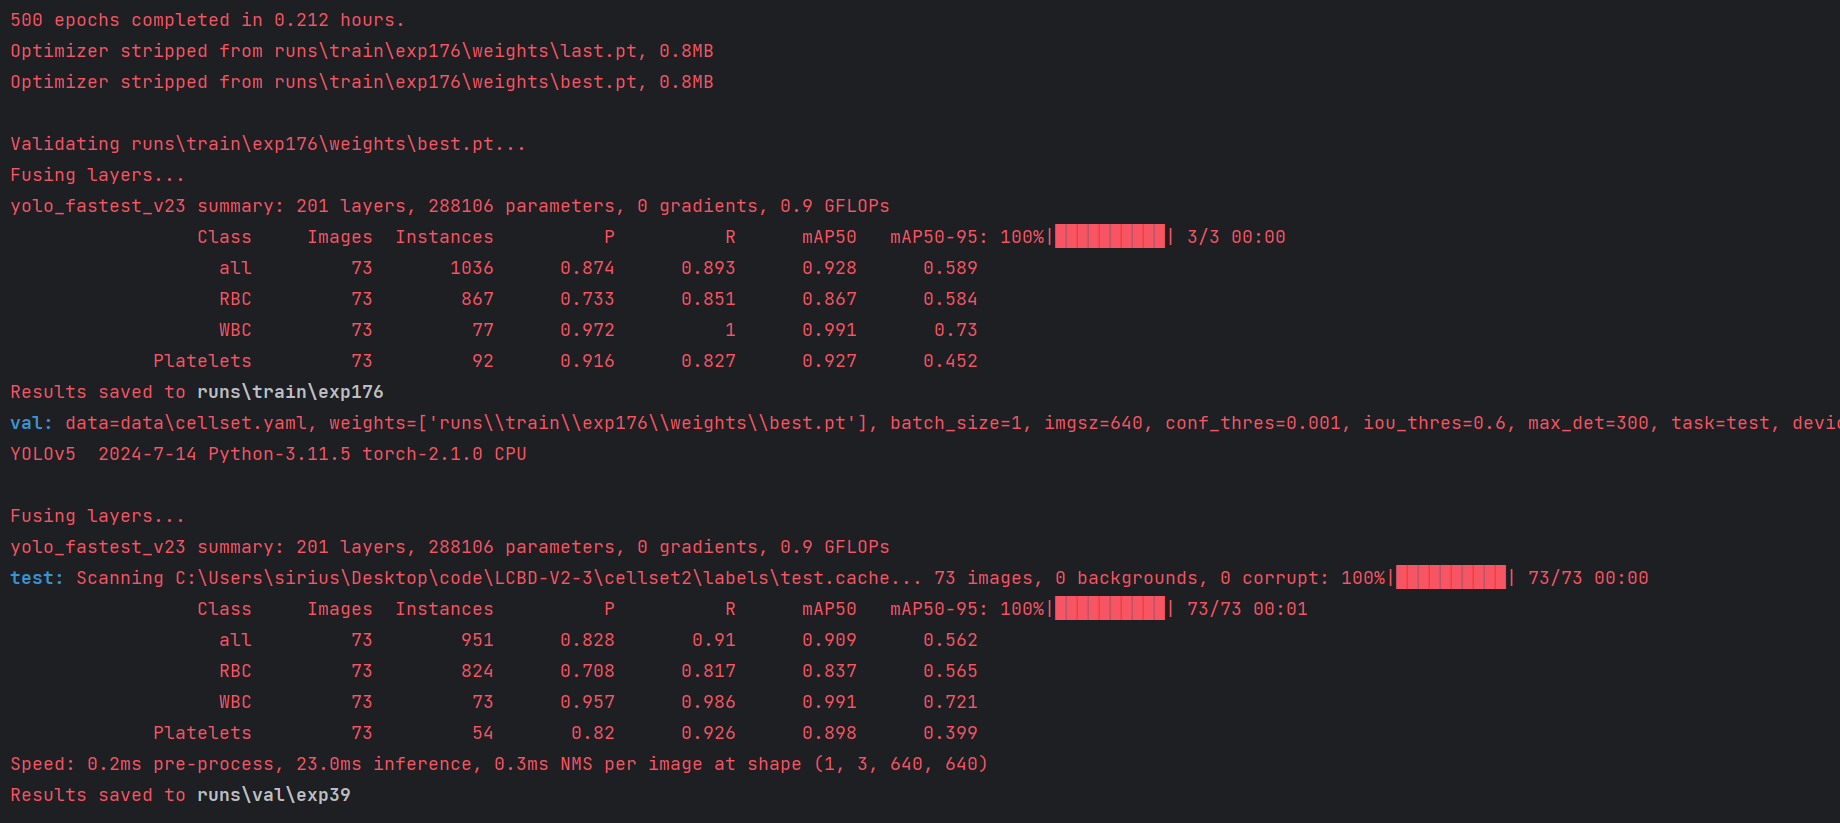 500 epochs completed in 0.212 hours.
Optimizer stripped from runs\train\exp176\weights\last.pt, 0.8MB
Optimizer stripped from runs\train\exp176\weights\best.pt, 0.8MB
Validating runs\train\exp176\weights\best.pt...
Fusing layers...
yolo_fastest_v23 summary: 201 layers, 288106 parameters, 0 gradients, 0.9 GFLOPs
Class Images Instances P R mAP50 mAP50-95: 100%|██████████| 3/3 00:00
all 73 1036 0.874 0.893 0.928 0.589
RBC 73 867 0.733 0.851 0.867 0.584
WBC 73 77 0.972 1 0.991 0.73
Platelets 73 92 0.916 0.827 0.927 0.452
Results saved to runs\train\exp176
val: data=data\cellset.yaml, weights=['runs\\train\\exp176\\weights\\best.pt'], batch_size=1, imgsz=640, conf_thres=0.001, iou_thres=0.6, max_det=300, task=test, devic
YOLOv5 2024-7-14 Python-3.11.5 torch-2.1.0 CPU
Fusing layers...
yolo_fastest_v23 summary: 201 layers, 288106 parameters, 0 gradients, 0.9 GFLOPs
test: Scanning C:\Users\sirius\Desktop\code\LCBD-V2-3\cellset2\labels\test.cache... 73 images, 0 backgrounds, 0 corrupt: 100%|██████████| 73/73 00:00
Class Images Instances P R mAP50 mAP50-95: 100%|██████████| 73/73 00:01
all 73 951 0.828 0.91 0.909 0.562
RBC 73 824 0.708 0.817 0.837 0.565
WBC 73 73 0.957 0.986 0.991 0.721
Platelets 73 54 0.82 0.926 0.898 0.399
Speed: 0.2ms pre-process, 23.0ms inference, 0.3ms NMS per image at shape (1, 3, 640, 640)
Results saved to runs\val\exp39